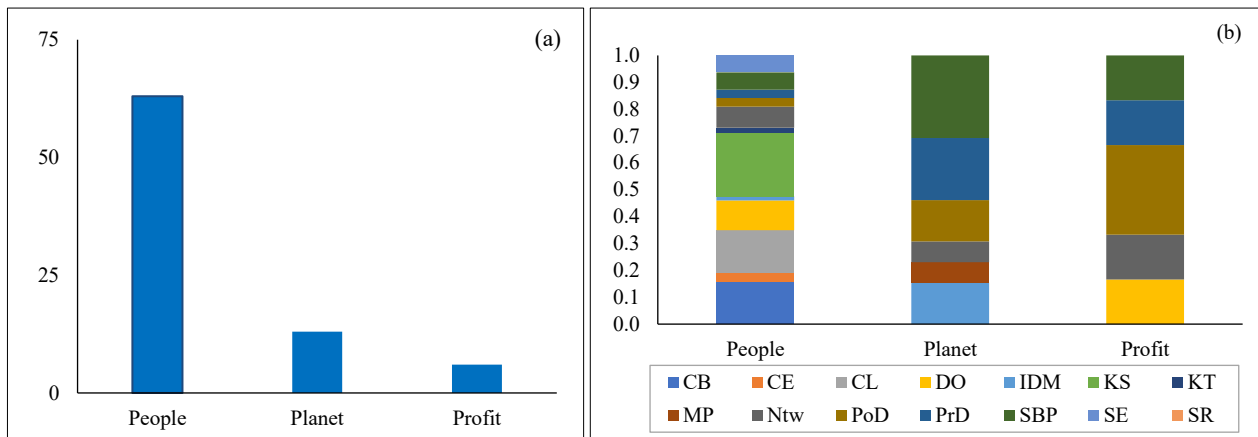 (a)
75
50
25
0
People Planet Profit
(b)
1.0
0.9
0.8
0.7
0.6
0.5
0.4
0.3
0.2
0.1
0.0
People Planet Profit
CB CE CL DO IDM KS KT
MP Ntw PoD PrD SBP SE SR